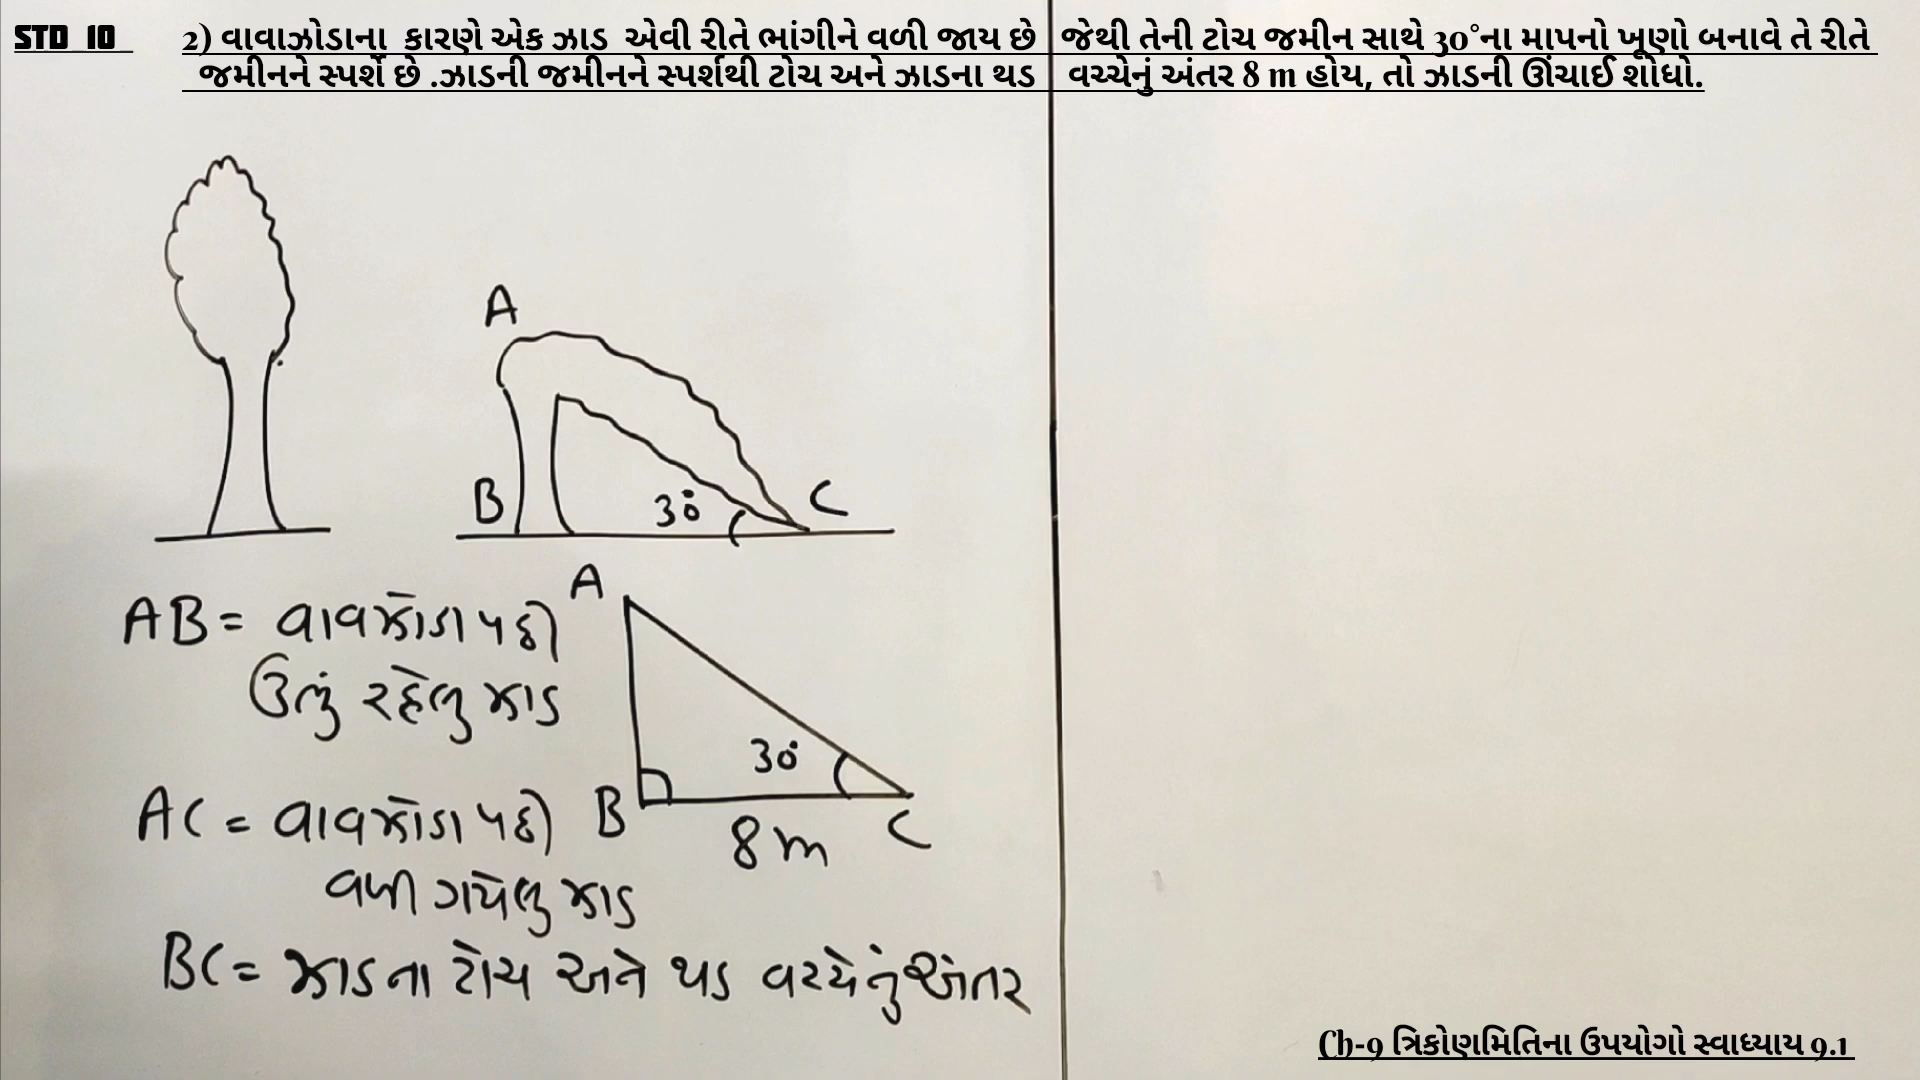 STD 10
2) વાવાઝોડાના કારણે એક ઝાડ એવી રીતે ભાંગીને વળી જાય છે જેથી તેની ટોચ જમીન સાથે 30°ના માપનો ખૂણો બનાવે તે રીતે
જમીનને સ્પર્શે છે .ઝાડની જમીનને સ્પર્શથી ટોચ અને ઝાડના થડ વચ્ચેનું અંતર 8 m હોય, તો ઝાડની ઊંચાઈ શોધો.
A
B
30°
C
AB = વાવઝોડા પછી
ઉભું રહેલુ ઝાડ
A
30°
B
C
8 m
AC = વાવઝોડા પછી
વળી ગયેલુ ઝાડ
BC = ઝાડના ટોચ અને થડ વચ્ચેનું અંતર
Ch-9 ત્રિકોણમિતિના ઉપયોગો સ્વાધ્યાય 9.1